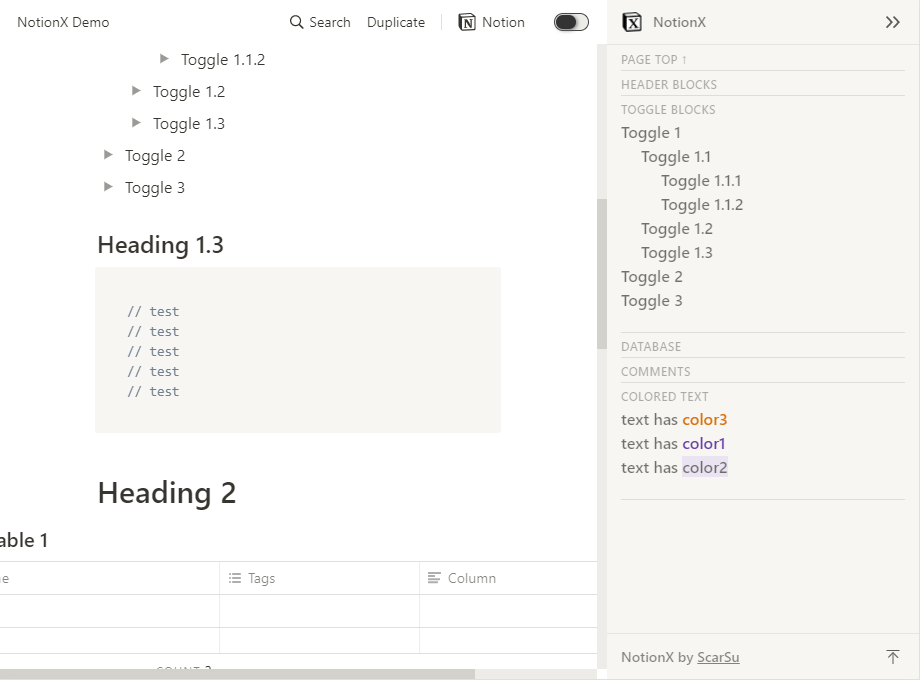 NotionX Demo
Search
Duplicate
Notion
Toggle 1.1.2
Toggle 1.2
Toggle 1.3
Toggle 2
Toggle 3
Heading 1.3
// test
// test
// test
// test
// test
Heading 2
able 1
e
Tags
Column
NotionX
PAGE TOP ↑
HEADER BLOCKS
TOGGLE BLOCKS
Toggle 1
Toggle 1.1
Toggle 1.1.1
Toggle 1.1.2
Toggle 1.2
Toggle 1.3
Toggle 2
Toggle 3
DATABASE
COMMENTS
COLORED TEXT
text has color3
text has color1
text has color2
NotionX by ScarSu